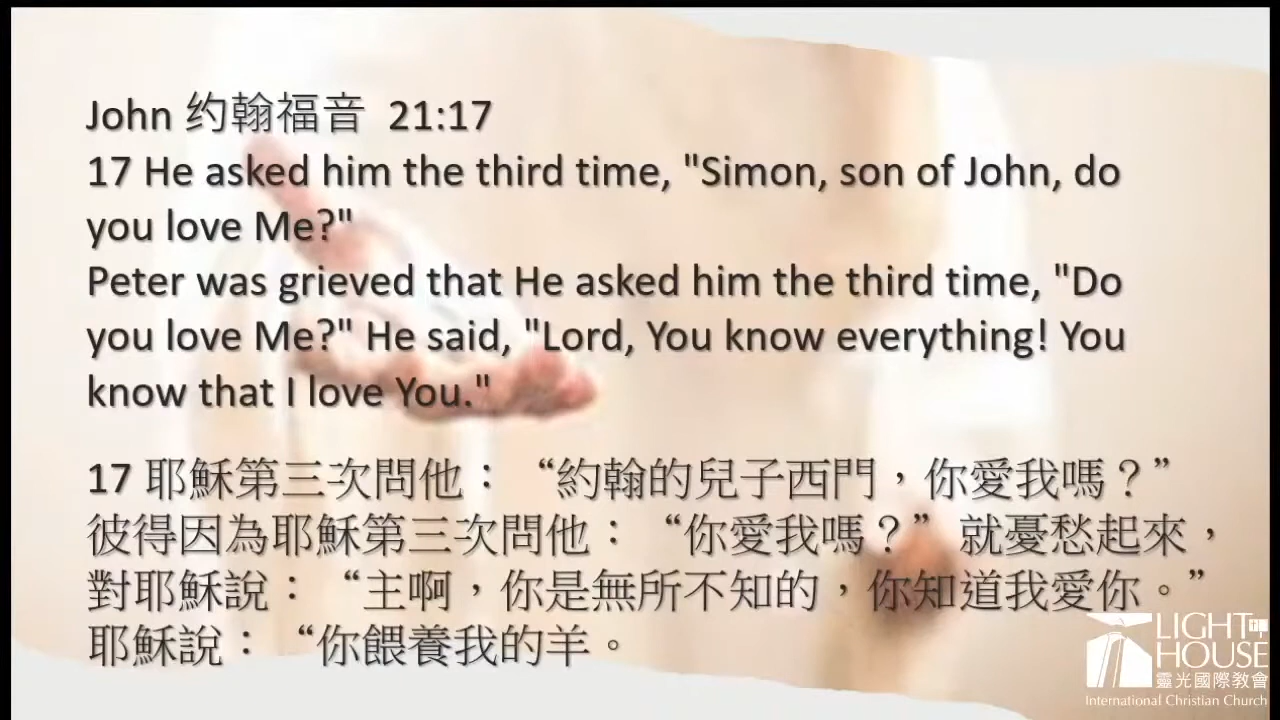 John 约翰福音 21:17
17 He asked him the third time, "Simon, son of John, do
you love Me?"
Peter was grieved that He asked him the third time, "Do
you love Me?" He said, "Lord, You know everything! You
know that I love You."
17 耶穌第三次問他：“約翰的兒子西門，你愛我嗎？”
彼得因為耶穌第三次問他：“你愛我嗎？”就憂愁起來，
對耶穌說：“主啊，你是無所不知的，你知道我愛你。”
耶穌說：“你餵養我的羊。
LIGHT
HOUSE
靈光國際教會
International Christian Church